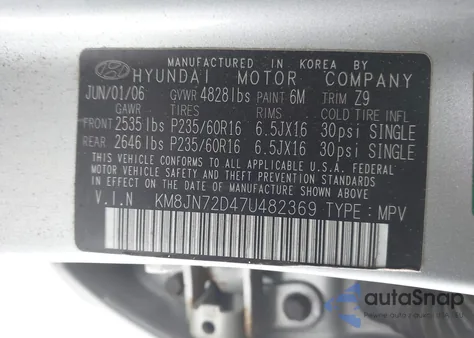 MANUFACTURED IN KOREA BY
HYUNDAI MOTOR COMPANY
JUN/01/06 GVWR 4828lbs PAINT 6M TRIM Z9
GAWR TIRES RIMS COLD TIRE INFL
FRONT 2535 lbs P235/60R16 6.5JX16 30psi SINGLE
REAR 2646lbs P235/60R16 6.5JX16 30psi SINGLE
THIS VEHICLE CONFORMS TO ALL APPLICABLE U.S.A FEDERAL
MOTOR VEHICLE SAFETY BUMPER, AND THEFT PREVENTION
STANDARDS IN EFFECT ON THE DATE OF MANUFACTURE SHOWN ABOVE
V.I.N KM8JN72D47U482369 TYPE : MPV
autoSnap